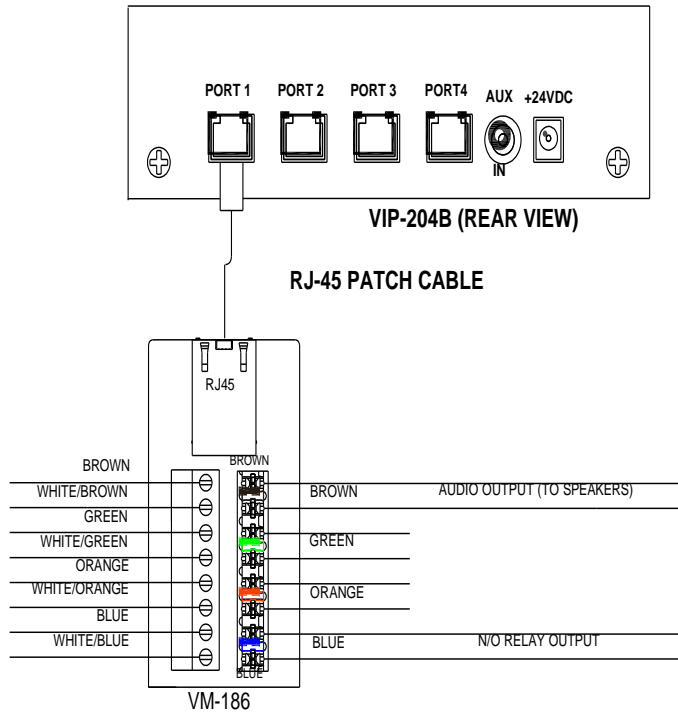 PORT 1 PORT 2 PORT 3 PORT4 AUX +24VDC
IN
VIP-204B (REAR VIEW)
RJ-45 PATCH CABLE
RJ45
BROWN
BROWN
WHITE/BROWN
GREEN
WHITE/GREEN
ORANGE
WHITE/ORANGE
BLUE
WHITE/BLUE
BROWN
AUDIO OUTPUT (TO SPEAKERS)
GREEN
ORANGE
BLUE
N/O RELAY OUTPUT
BLUE
VM-186